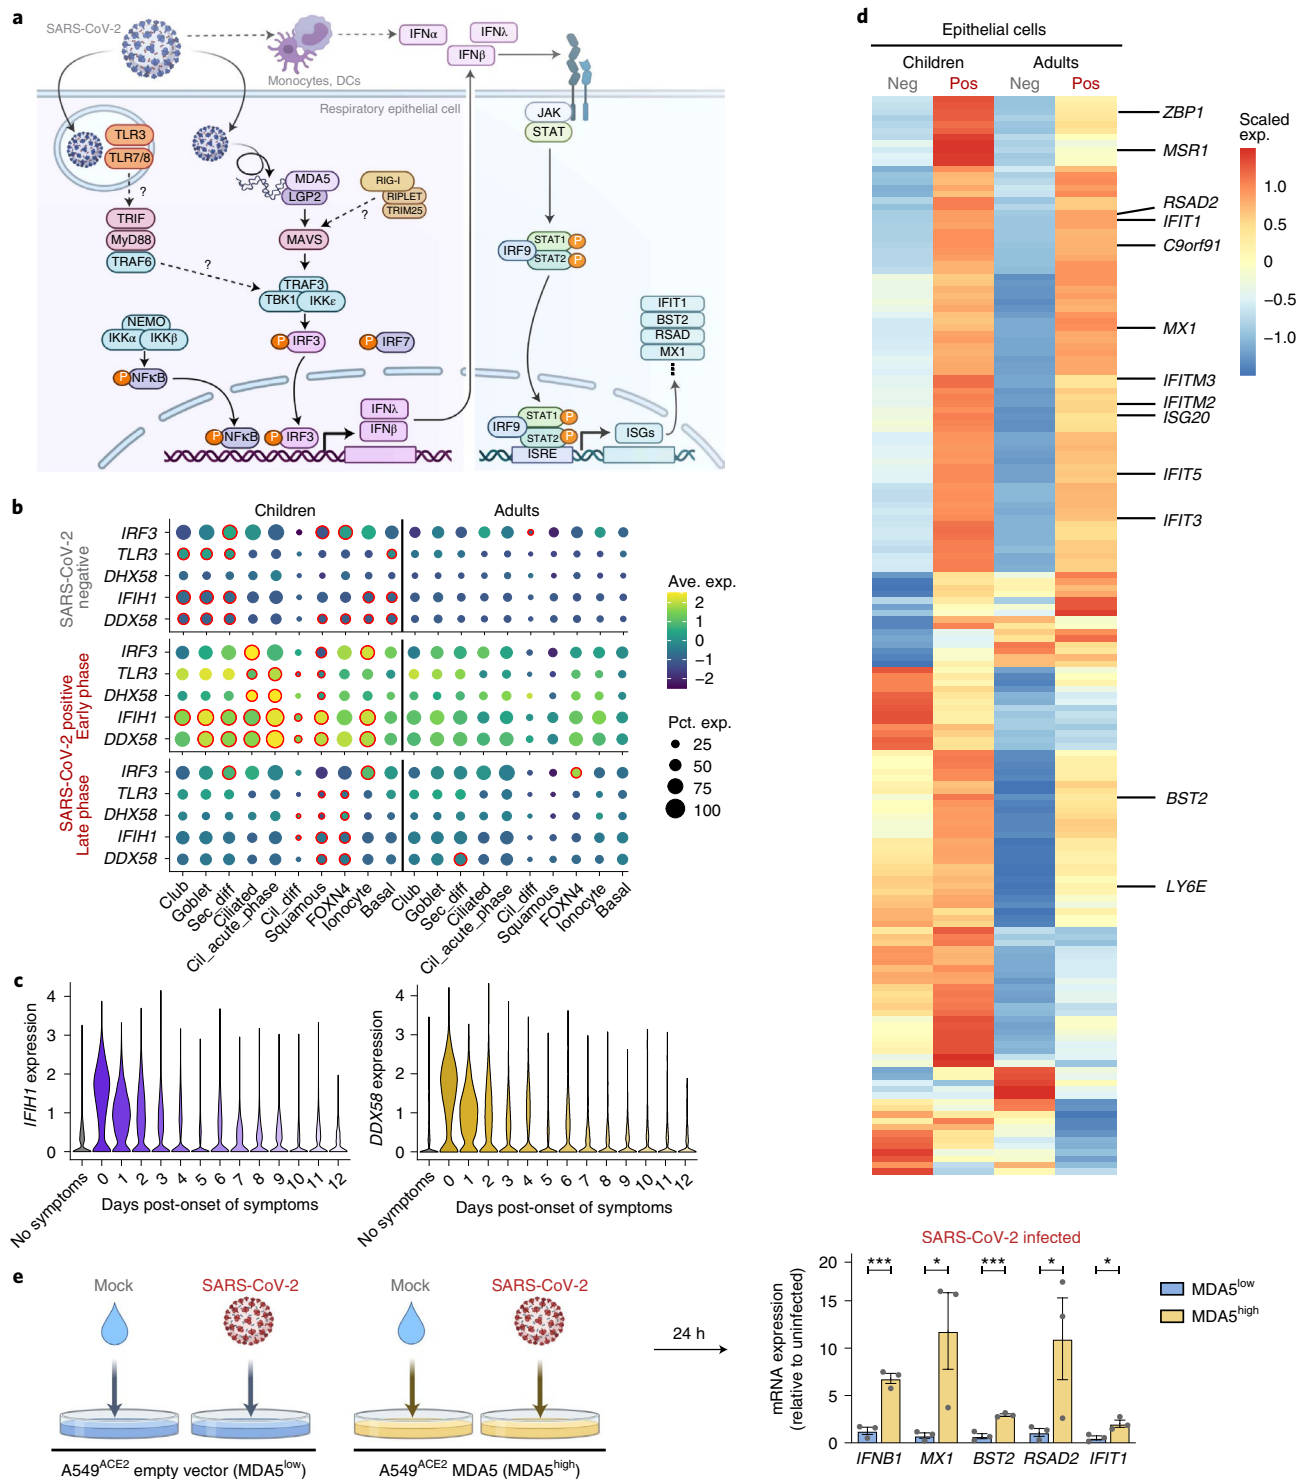 a
SARS-CoV-2
Monocytes, DCs
IFNα
IFNλ
IFNβ
Respiratory epithelial cell
TLR3
TLR7/8
?
TRIF
MyD88
TRAF6
?
MDA5
LGP2
RIG-I
RIPLET
TRIM25
?
MAVS
TRAF3
TBK1
IKKε
NEMO
IKKα
IKKβ
P
IRF3
P
IRF7
P
NFκB
P
NFκB
P
IRF3
IFNλ
IFNβ
JAK
STAT
IRF9
STAT1
P
STAT2
P
IFIT1
BST2
RSAD
MX1
IRF9
STAT1
P
STAT2
P
ISRE
ISGs
b
Children
Adults
SARS-CoV-2
negative
IRF3
TLR3
DHX58
IFIH1
DDX58
SARS-CoV-2 positive
Early phase
Late phase
IRF3
TLR3
DHX58
IFIH1
DDX58
IRF3
TLR3
DHX58
IFIH1
DDX58
Club
Goblet
Sec_diff
Ciliated
Cil_acute_phase
Cil_diff
Squamous
FOXN4
Ionocyte
Basal
Club
Goblet
Sec_diff
Ciliated
Cil_acute_phase
Cil_diff
Squamous
FOXN4
Ionocyte
Basal
Ave. exp.
2
1
0
−1
−2
Pct. exp.
25
50
75
100
c
IFIH1 expression
4
3
2
1
0
No symptoms
0
1
2
3
4
5
6
7
8
9
10
11
12
Days post-onset of symptoms
DDX58 expression
4
3
2
1
0
No symptoms
0
1
2
3
4
5
6
7
8
9
10
11
12
Days post-onset of symptoms
d
Epithelial cells
Children
Adults
Neg
Pos
Neg
Pos
ZBP1
MSR1
RSAD2
IFIT1
C9orf91
MX1
IFITM3
IFITM2
ISG20
IFIT5
IFIT3
BST2
LY6E
Scaled
exp.
1.0
0.5
0
−0.5
−1.0
e
Mock
SARS-CoV-2
Mock
SARS-CoV-2
A549ACE2 empty vector (MDA5low)
A549ACE2 MDA5 (MDA5high)
24 h
SARS-CoV-2 infected
mRNA expression
(relative to uninfected)
20
15
10
5
0
***
*
***
*
*
IFNB1
MX1
BST2
RSAD2
IFIT1
MDA5low
MDA5high